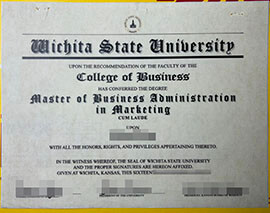 Wichita State University
UPON THE RECOMMENDATION OF THE FACULTY OF THE
College of Business
HAS CONFERRED THE DEGREE
Master of Business Administration
in Marketing
CUM LAUDE
UPON
WITH ALL THE HONORS, RIGHTS, AND PRIVILEGES APPERTAINING THERETO.
IN THE WITNESS WHEREOF, THE SEAL OF WICHITA STATE UNIVERSITY
AND THE PROPER SIGNATURES ARE HEREON AFFIXED.
GIVEN AT WICHITA, KANSAS, THIS SIXTEEN